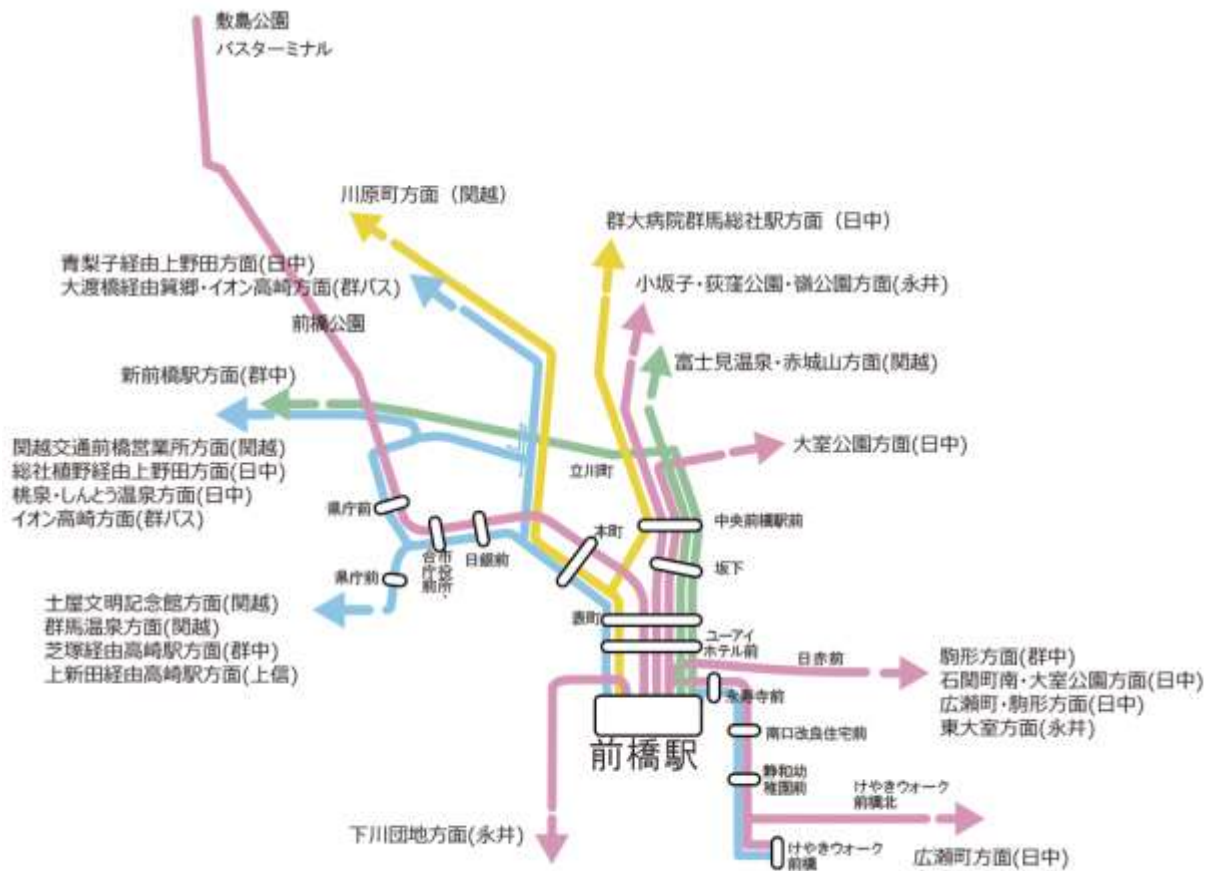 敷島公園
バスターミナル
川原町方面（関越）
群大病院群馬総社駅方面（日中）
青梨子経由上野田方面(日中)
大渡橋経由箕郷・イオン高崎方面(群バス)
小坂子・荻窪公園・嶺公園方面(永井)
前橋公園
富士見温泉・赤城山方面(関越)
新前橋駅方面(群中)
大室公園方面(日中)
関越交通前橋営業所方面(関越)
総社植野経由上野田方面(日中)
桃泉・しんとう温泉方面(日中)
イオン高崎方面(群バス)
立川町
県庁前
本町
中央前橋駅前
日銀前
市役所・
合庁前
坂下
県庁前
土屋文明記念館方面(関越)
群馬温泉方面(関越)
芝塚経由高崎駅方面(群中)
上新田経由高崎駅方面(上信)
表町
ユーアイ
ホテル前
日赤前
駒形方面(群中)
石関町南・大室公園方面(日中)
広瀬町・駒形方面(日中)
東大室方面(永井)
永寿寺前
前橋駅
南口改良住宅前
静和幼
稚園前
けやきウォーク
前橋北
下川団地方面(永井)
けやきウォーク
前橋
広瀬町方面(日中)